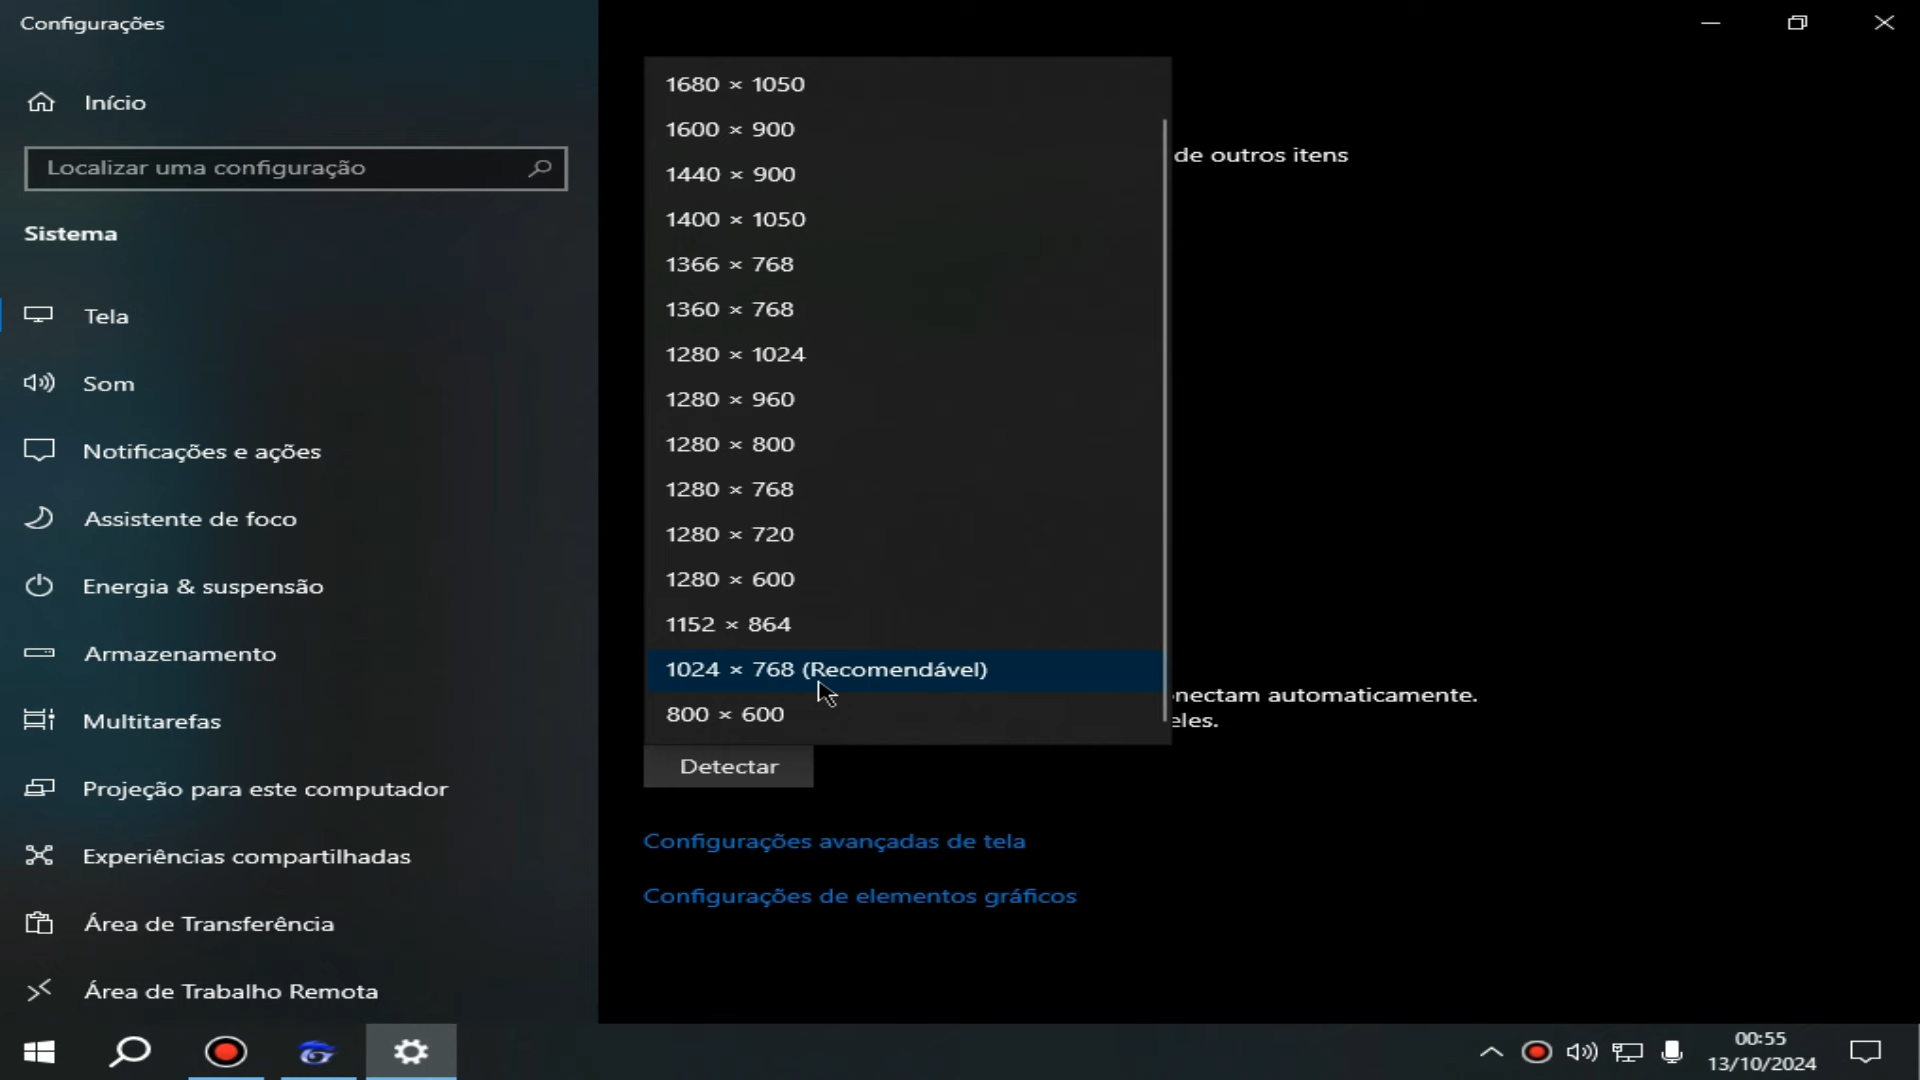 Configurações
Início
Localizar uma configuração
Sistema
Tela
Som
Notificações e ações
Assistente de foco
Energia & suspensão
Armazenamento
Multitarefas
Projeção para este computador
Experiências compartilhadas
Área de Transferência
Área de Trabalho Remota
1680 × 1050
1600 × 900
1440 × 900
1400 × 1050
1366 × 768
1360 × 768
1280 × 1024
1280 × 960
1280 × 800
1280 × 768
1280 × 720
1280 × 600
1152 × 864
1024 × 768 (Recomendável)
800 × 600
de outros itens
nectam automaticamente.
eles.
Detectar
Configurações avançadas de tela
Configurações de elementos gráficos
00:55
13/10/2024